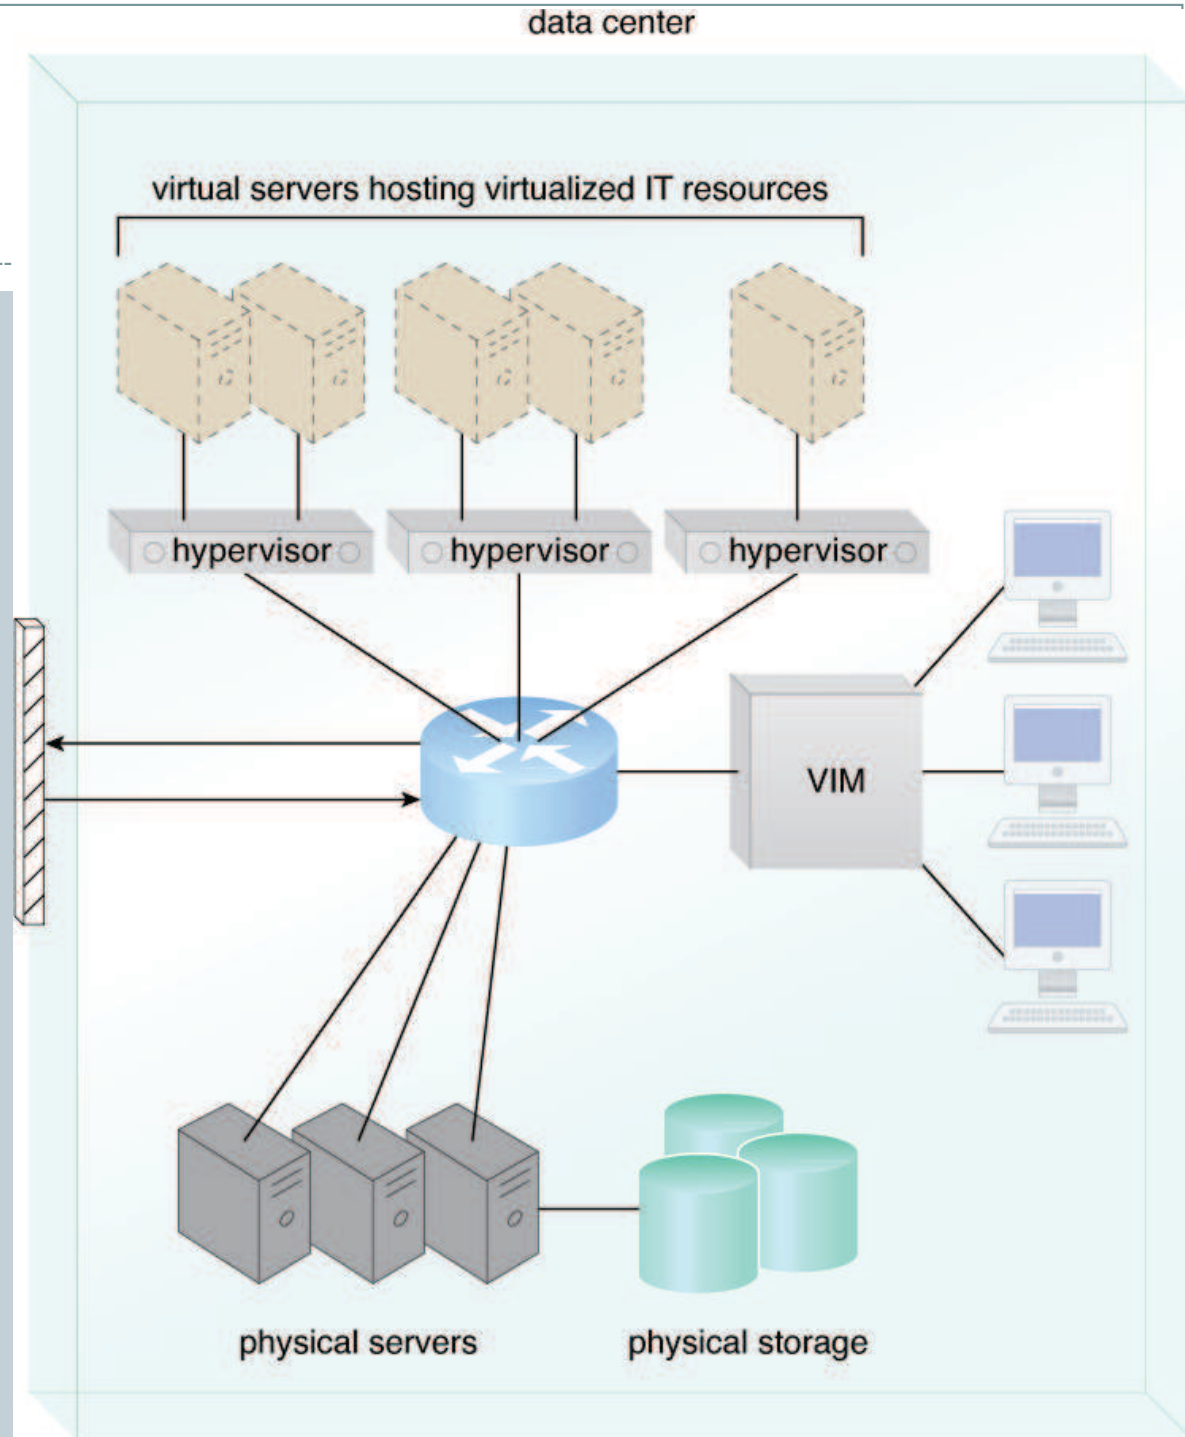 data center
virtual servers hosting virtualized IT resources
hypervisor
hypervisor
hypervisor
VIM
physical servers
physical storage